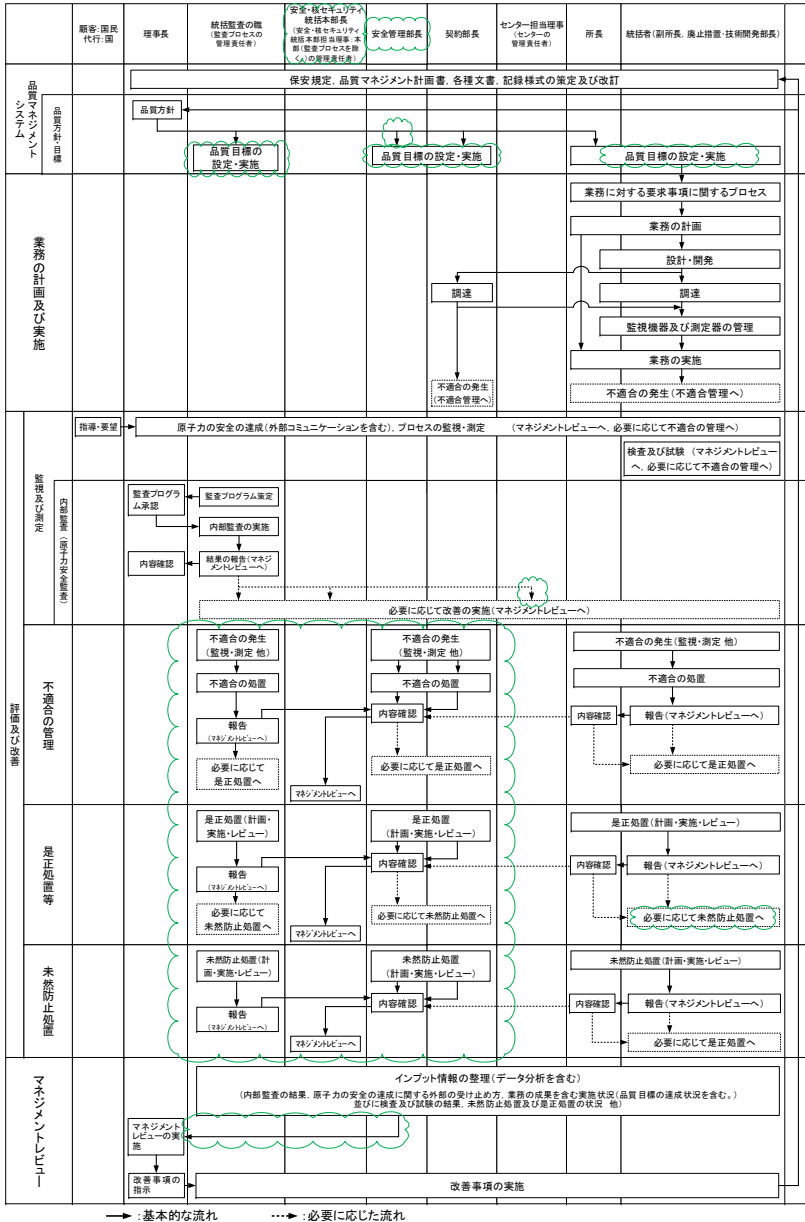 顧客:国民
代行:国
理事長
統括監査の職
(監査プロセスの
管理責任者)
安全・核セキュリティ
統括本部長
(安全・核セキュリティ
統括本部担当理事:本
部(監査プロセスを除
く。)の管理責任者)
安全管理部長
契約部長
センター担当理事
(センターの
管理責任者)
所長
統括者(副所長, 廃止措置・技術開発部長)
品質マネジメント
システム
保安規定, 品質マネジメント計画書, 各種文書, 記録様式の策定及び改訂
品質方針・目標
品質方針
品質目標の
設定・実施
品質目標の設定・実施
品質目標の設定・実施
業務の計画及び実施
業務に対する要求事項に関するプロセス
業務の計画
設計・開発
調達
調達
監視機器及び測定器の管理
業務の実施
不適合の発生
(不適合管理へ)
不適合の発生(不適合管理へ)
評価及び改善
監視及び測定
指導・要望
原子力の安全の達成(外部コミュニケーションを含む), プロセスの監視・測定 (マネジメントレビューへ, 必要に応じて不適合の管理へ)
検査及び試験 (マネジメントレビュー
へ, 必要に応じて不適合の管理へ)
内部監査(原子力安全監査)
監査プログラム
承認
監査プログラム策定
内部監査の実施
内容確認
結果の報告(マネジ
メントレビューへ)
必要に応じて改善の実施(マネジメントレビューへ)
不適合の管理
不適合の発生
(監視・測定 他)
不適合の発生
(監視・測定 他)
不適合の発生(監視・測定 他)
不適合の処置
不適合の処置
不適合の処置
報告
(マネジメントレビューへ)
内容確認
内容確認
報告(マネジメントレビューへ)
必要に応じて
是正処置へ
マネジメントレビューへ
必要に応じて是正処置へ
必要に応じて是正処置へ
是正処置等
是正処置(計画・
実施・レビュー)
是正処置
(計画・実施・レビュー)
是正処置(計画・実施・レビュー)
報告
(マネジメントレビューへ)
内容確認
内容確認
報告(マネジメントレビューへ)
必要に応じて
未然防止処置へ
マネジメントレビューへ
必要に応じて未然防止処置へ
必要に応じて未然防止処置へ
未然防止処置
未然防止処置(計
画・実施・レビュー)
未然防止処置
(計画・実施・レビュー)
未然防止処置(計画・実施・レビュー)
報告
(マネジメントレビューへ)
内容確認
内容確認
報告(マネジメントレビューへ)
マネジメントレビューへ
必要に応じて是正処置へ
マネジメントレビュー
インプット情報の整理(データ分析を含む)
(内部監査の結果, 原子力の安全の達成に関する外部の受け止め方, 業務の成果を含む実施状況(品質目標の達成状況を含む。)
並びに検査及び試験の結果, 未然防止処置及び是正処置の状況 他)
マネジメント
レビューの実
施
改善事項の
指示
改善事項の実施
:基本的な流れ
:必要に応じた流れ